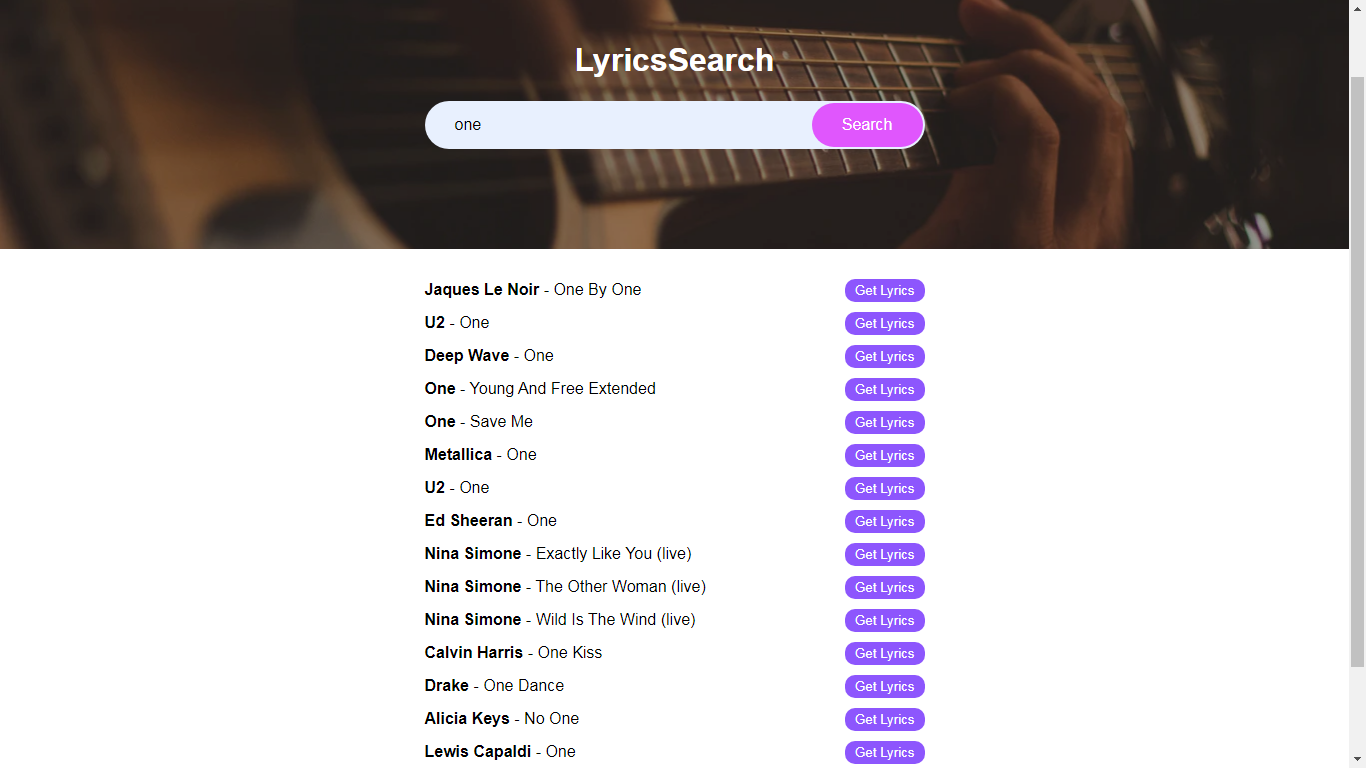 LyricsSearch
one Search
Jaques Le Noir - One By One Get Lyrics
U2 - One Get Lyrics
Deep Wave - One Get Lyrics
One - Young And Free Extended Get Lyrics
One - Save Me Get Lyrics
Metallica - One Get Lyrics
U2 - One Get Lyrics
Ed Sheeran - One Get Lyrics
Nina Simone - Exactly Like You (live) Get Lyrics
Nina Simone - The Other Woman (live) Get Lyrics
Nina Simone - Wild Is The Wind (live) Get Lyrics
Calvin Harris - One Kiss Get Lyrics
Drake - One Dance Get Lyrics
Alicia Keys - No One Get Lyrics
Lewis Capaldi - One Get Lyrics